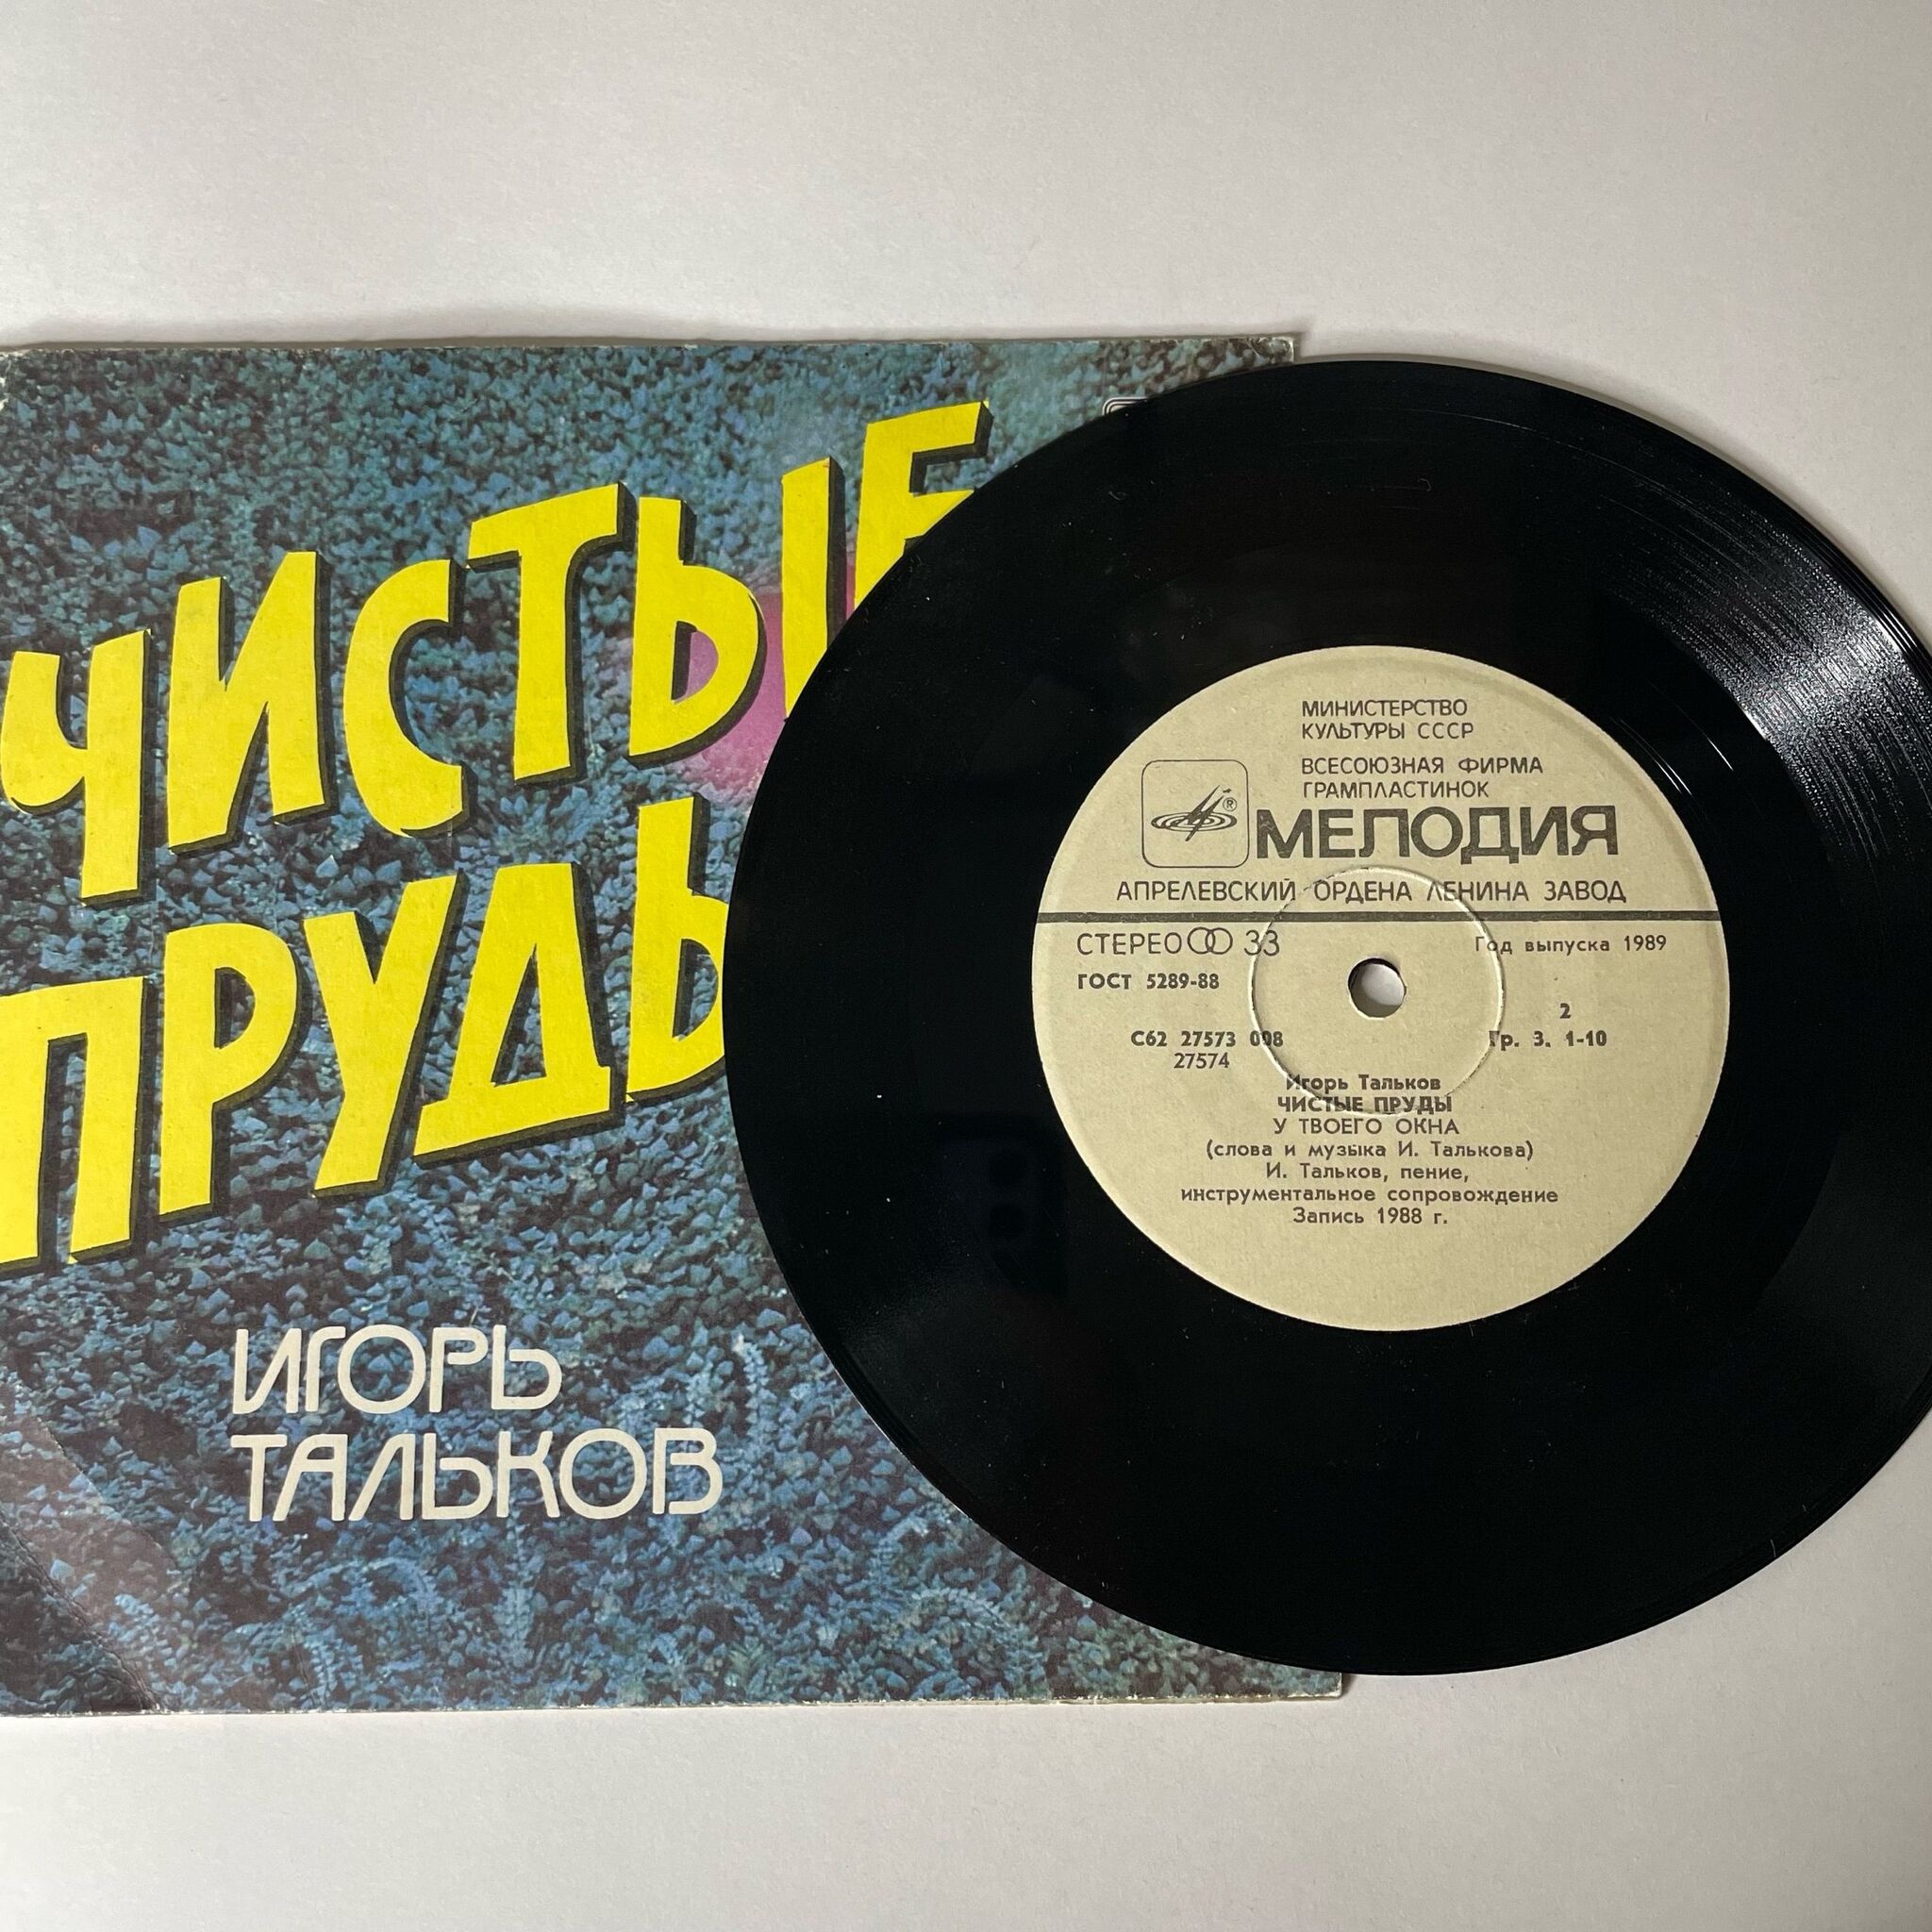 ЧИСТЫЕ
ПРУДЫ
ИГОРЬ
ТАЛЬКОВ
МИНИСТЕРСТВО
КУЛЬТУРЫ СССР
ВСЕСОЮЗНАЯ ФИРМА
ГРАМПЛАСТИНОК
МЕЛОДИЯ
АПРЕЛЕВСКИЙ ОРДЕНА ЛЕНИНА ЗАВОД
СТЕРЕО 33
Год выпуска 1989
ГОСТ 5289-88
2
С62 27573 008
Гр. 3. 1-10
27574
Игорь Тальков
ЧИСТЫЕ ПРУДЫ
У ТВОЕГО ОКНА
(слова и музыка И. Талькова)
И. Тальков, пение,
инструментальное сопровождение
Запись 1988 г.